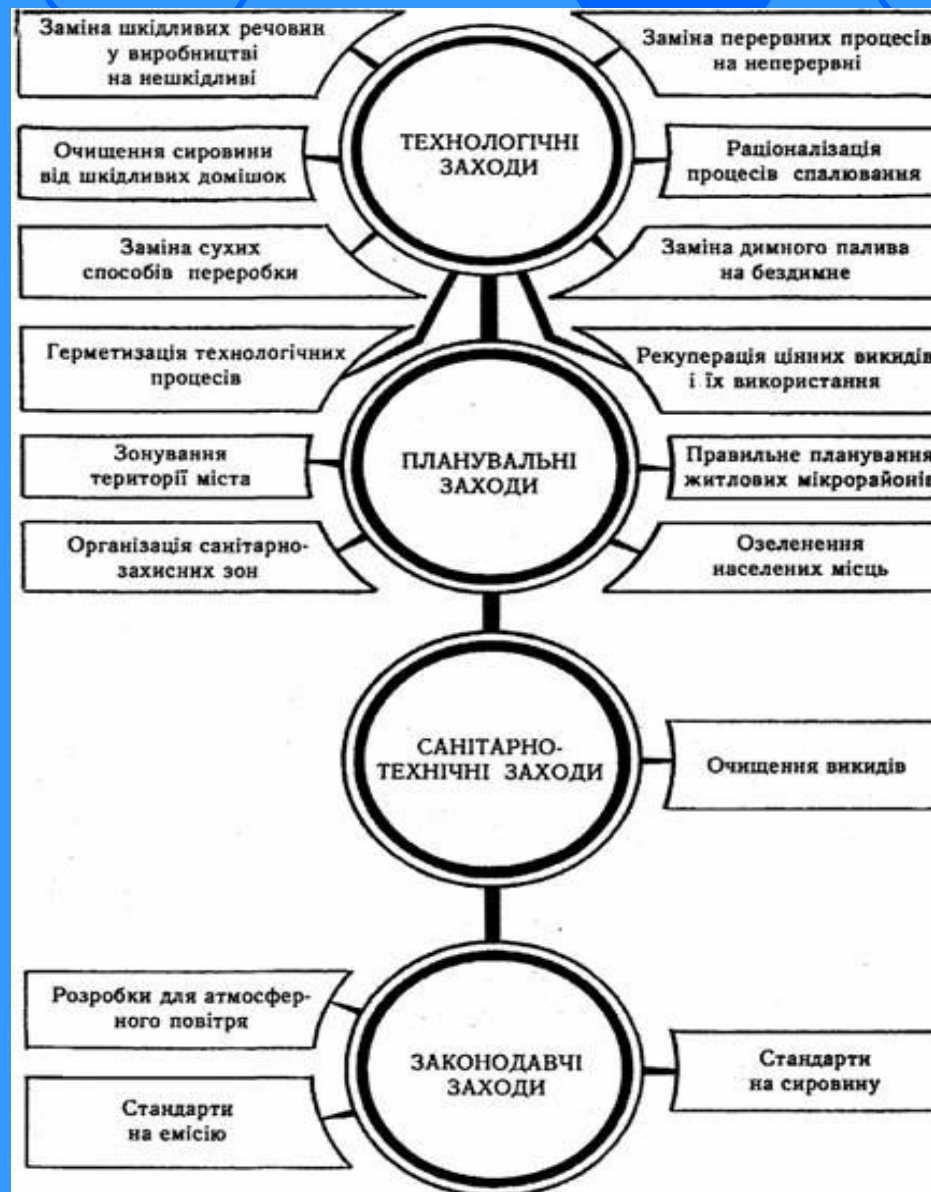 Заміна шкідливих речовин
у виробництві
на нешкідливі
Заміна перервних процесів
на неперервні
ТЕХНОЛОГІЧНІ
ЗАХОДИ
Очищення сировини
від шкідливих домішок
Раціоналізація
процесів спалювання
Заміна сухих
способів переробки
Заміна димного палива
на бездимне
Герметизація технологічних
процесів
Рекуперація цінних викидів
і їх використання
ПЛАНУВАЛЬНІ
ЗАХОДИ
Зонування
території міста
Правильне планування
житлових мікрорайонів
Організація санітарно-
захисних зон
Озеленення
населених місць
САНІТАРНО-
ТЕХНІЧНІ ЗАХОДИ
Очищення викидів
Розробки для атмосфер-
ного повітря
ЗАКОНОДАВЧІ
ЗАХОДИ
Стандарти
на сировину
Стандарти
на емісію